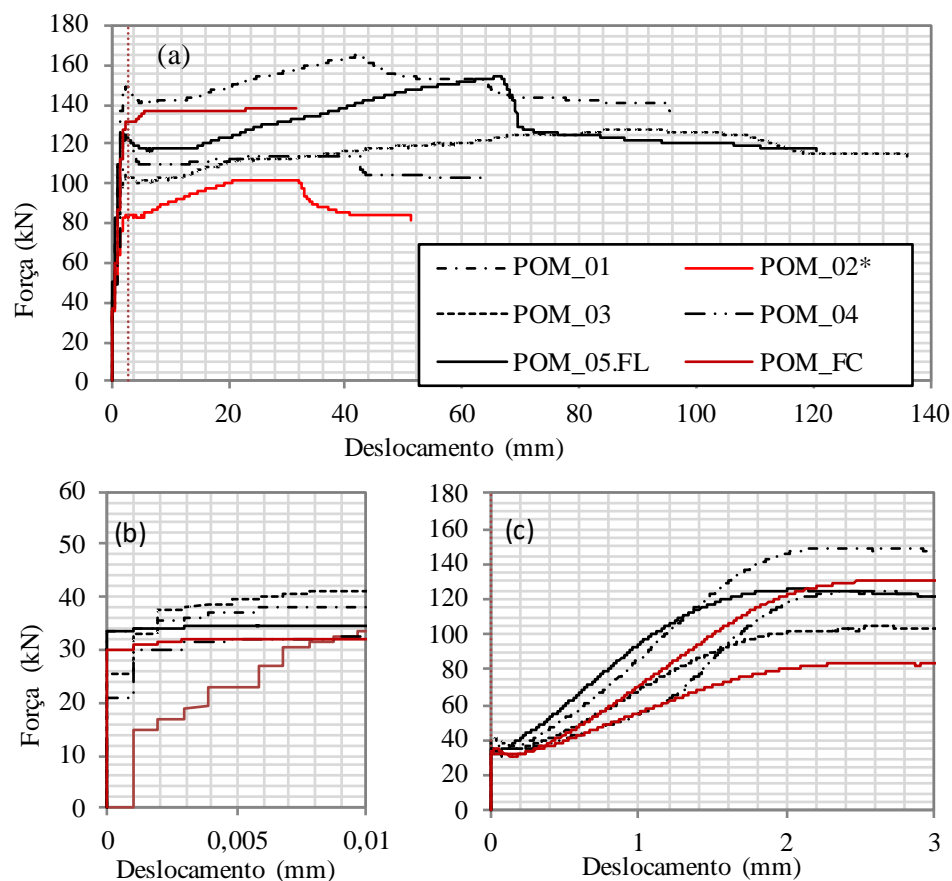 (a)
Força (kN)
180
160
140
120
100
80
60
40
20
0
0 20 40 60 80 100 120 140
Deslocamento (mm)
POM_01 POM_02*
POM_03 POM_04
POM_05.FL POM_FC
(b)
Força (kN)
60
50
40
30
20
10
0
0 0,005 0,01
Deslocamento (mm)
(c)
180
160
140
120
100
80
60
40
20
0
0 1 2 3
Deslocamento (mm)